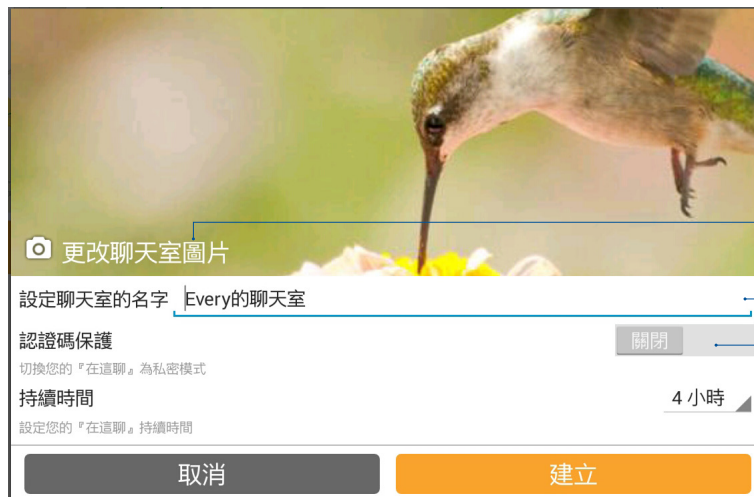 更改聊天室圖片
設定聊天室的名字 Every的聊天室
認證碼保護 關閉
切換您的『在這聊』為私密模式
持續時間 4 小時
設定您的『在這聊』持續時間
取消 建立